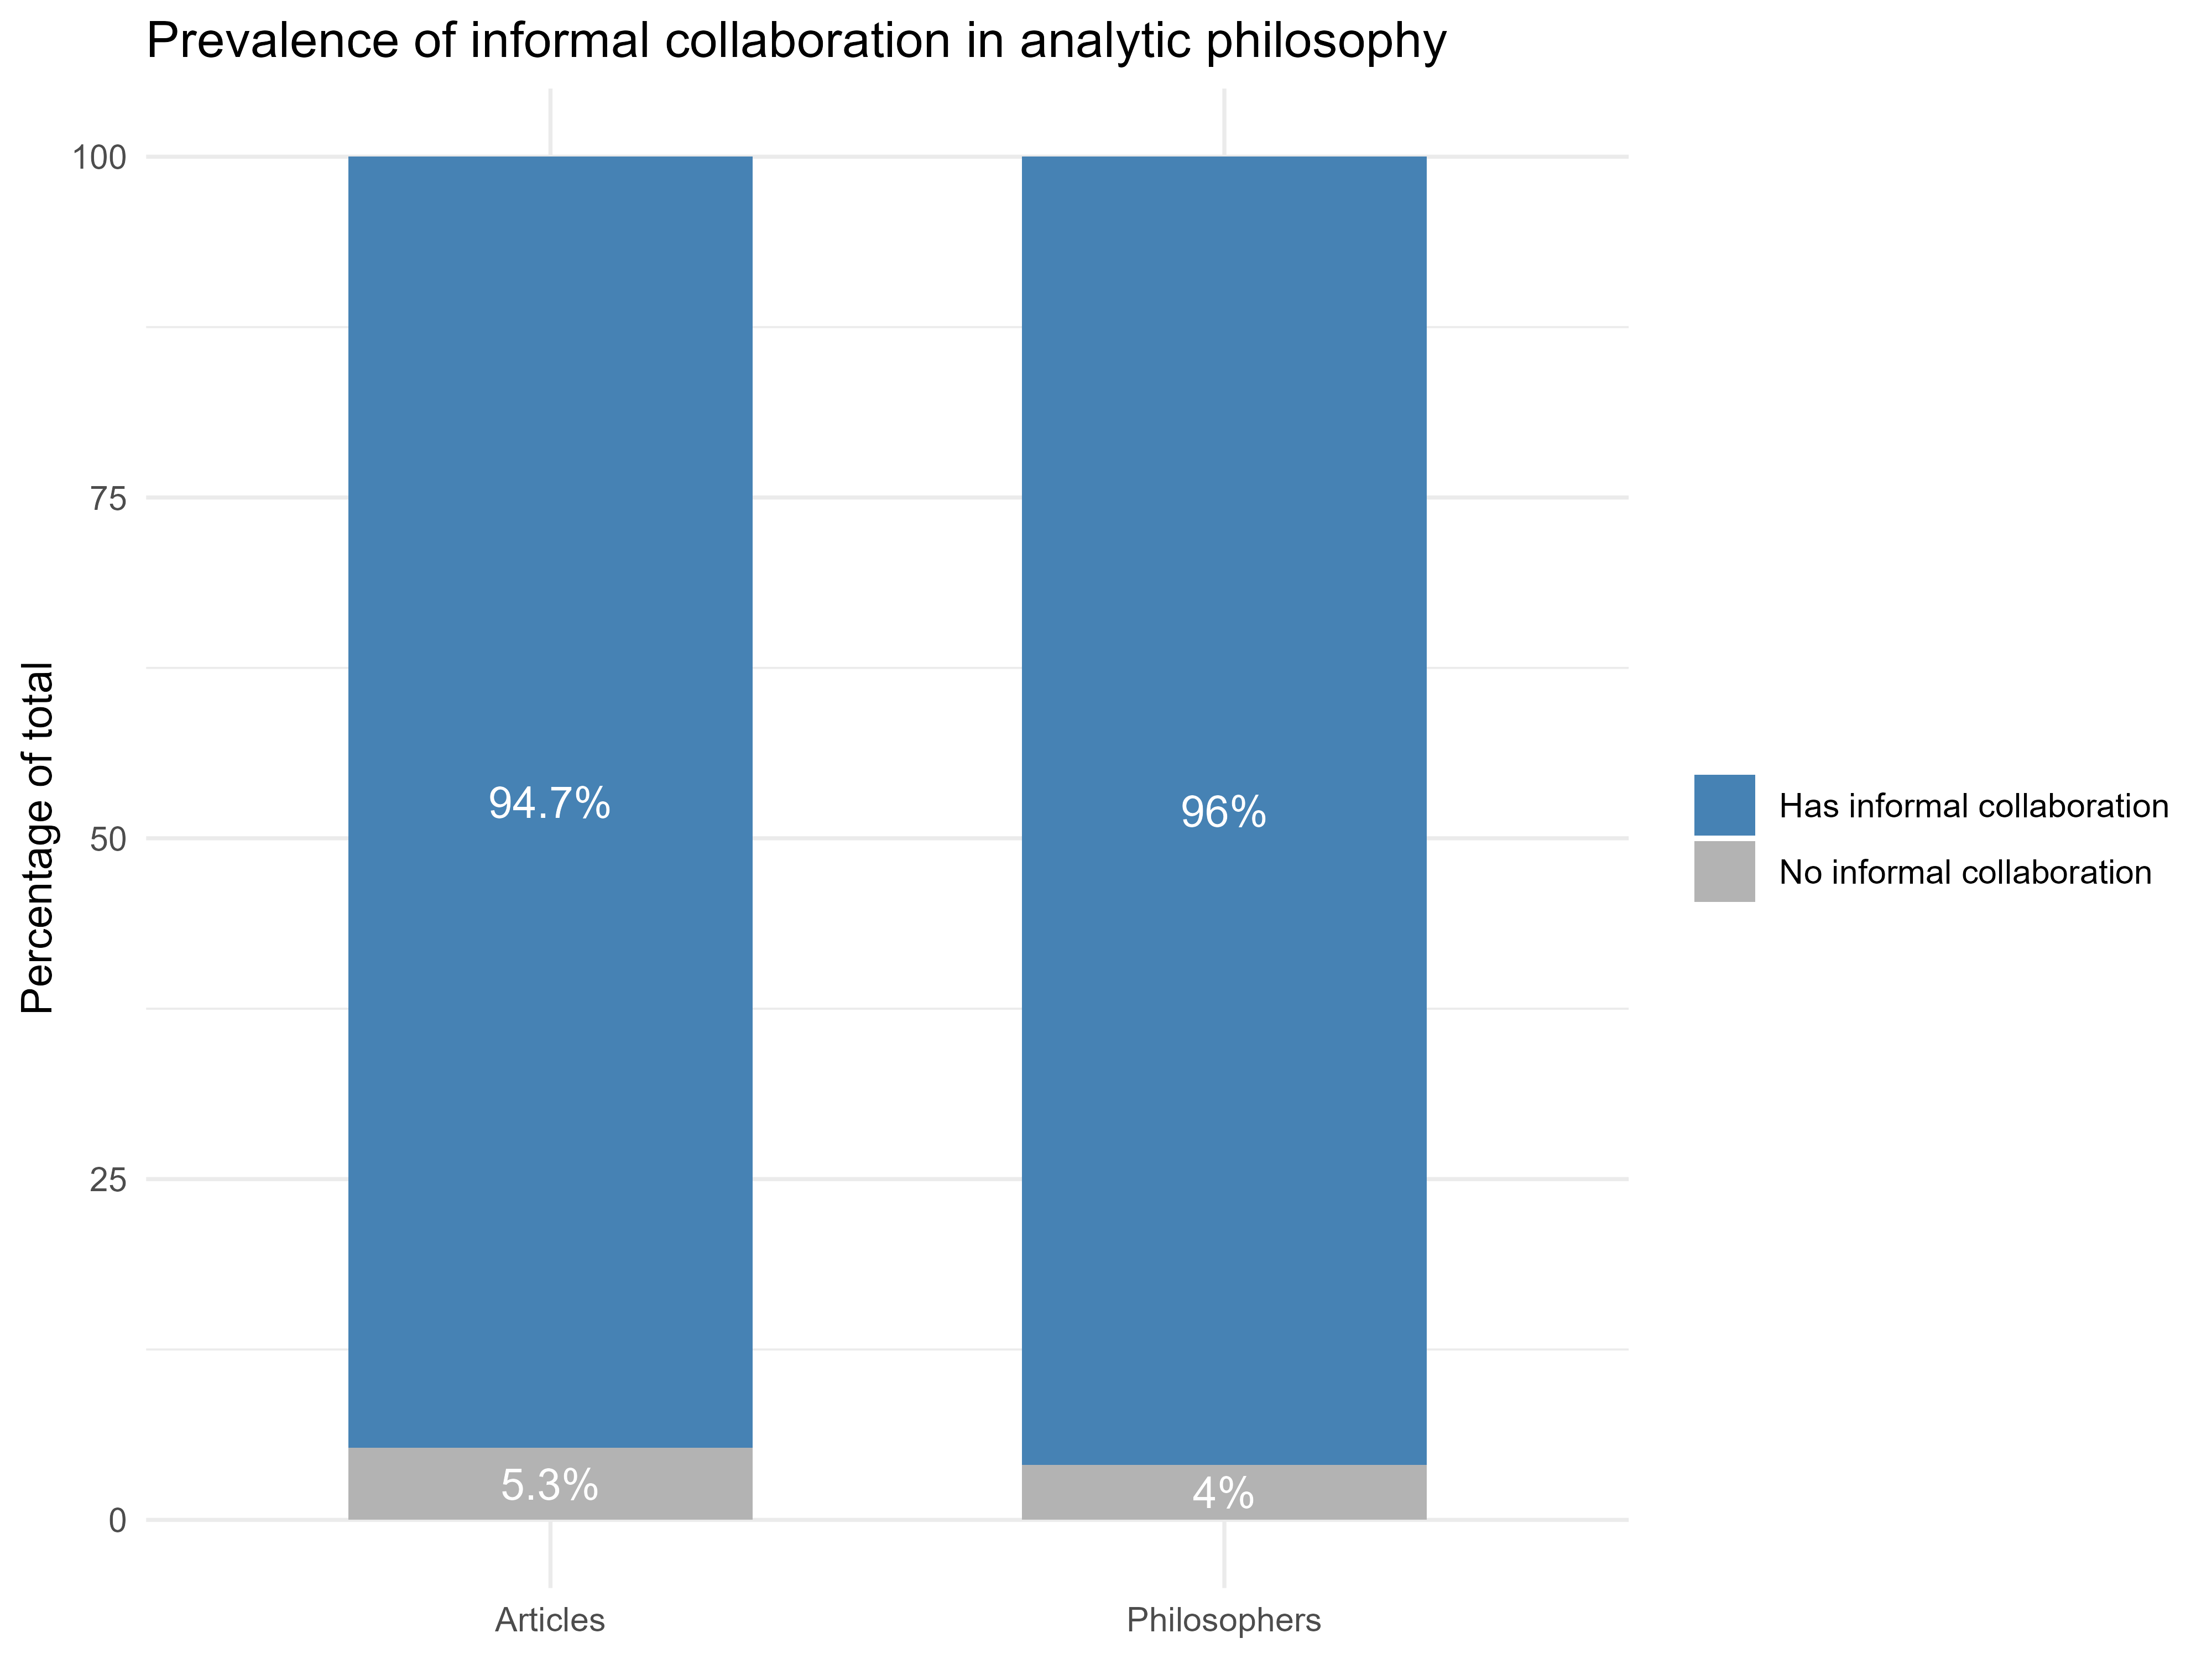 Prevalence of informal collaboration in analytic philosophy
Percentage of total
100
75
50
25
0
94.7%
96%
5.3%
4%
Articles
Philosophers
Has informal collaboration
No informal collaboration